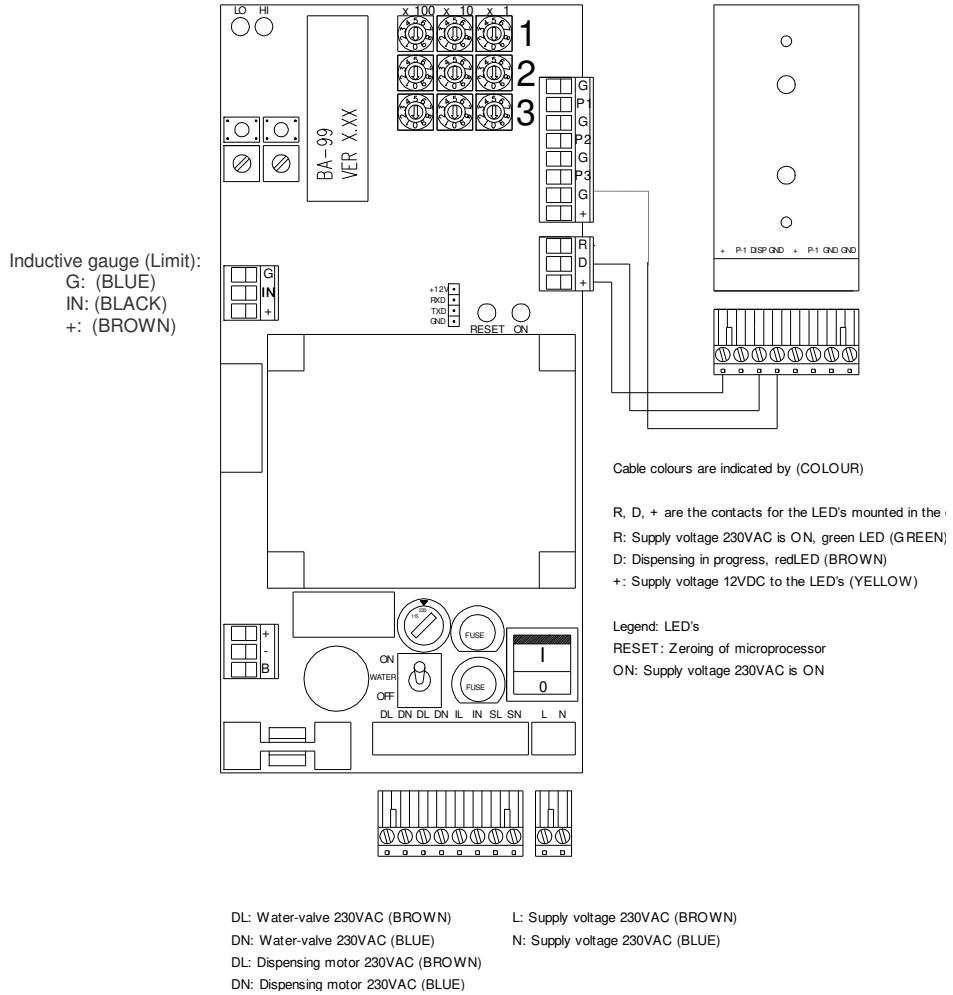 LO HI
x 100 x 10 x 1
1
2
3
BA-99
VER X.XX
G
P1
G
P2
G
P3
G
+
R
D
+
+ P-1 DISP GND + P-1 GND GND
Inductive gauge (Limit):
G: (BLUE)
IN: (BLACK)
+: (BROWN)
G
IN
+
+12V
RXD
TXD
GND
RESET ON
Cable colours are indicated by (COLOUR)
R, D, + are the contacts for the LED's mounted in the
R: Supply voltage 230VAC is ON, green LED (GREEN)
D: Dispensing in progress, redLED (BROWN)
+: Supply voltage 12VDC to the LED's (YELLOW)
Legend: LED's
RESET: Zeroing of microprocessor
ON: Supply voltage 230VAC is ON
+
-
B
230
115
FUSE
ON
WATER
OFF
FUSE
I
0
DL DN DL DN IL IN SL SN L N
DL: Water-valve 230VAC (BROWN)
DN: Water-valve 230VAC (BLUE)
DL: Dispensing motor 230VAC (BROWN)
DN: Dispensing motor 230VAC (BLUE)
L: Supply voltage 230VAC (BROWN)
N: Supply voltage 230VAC (BLUE)